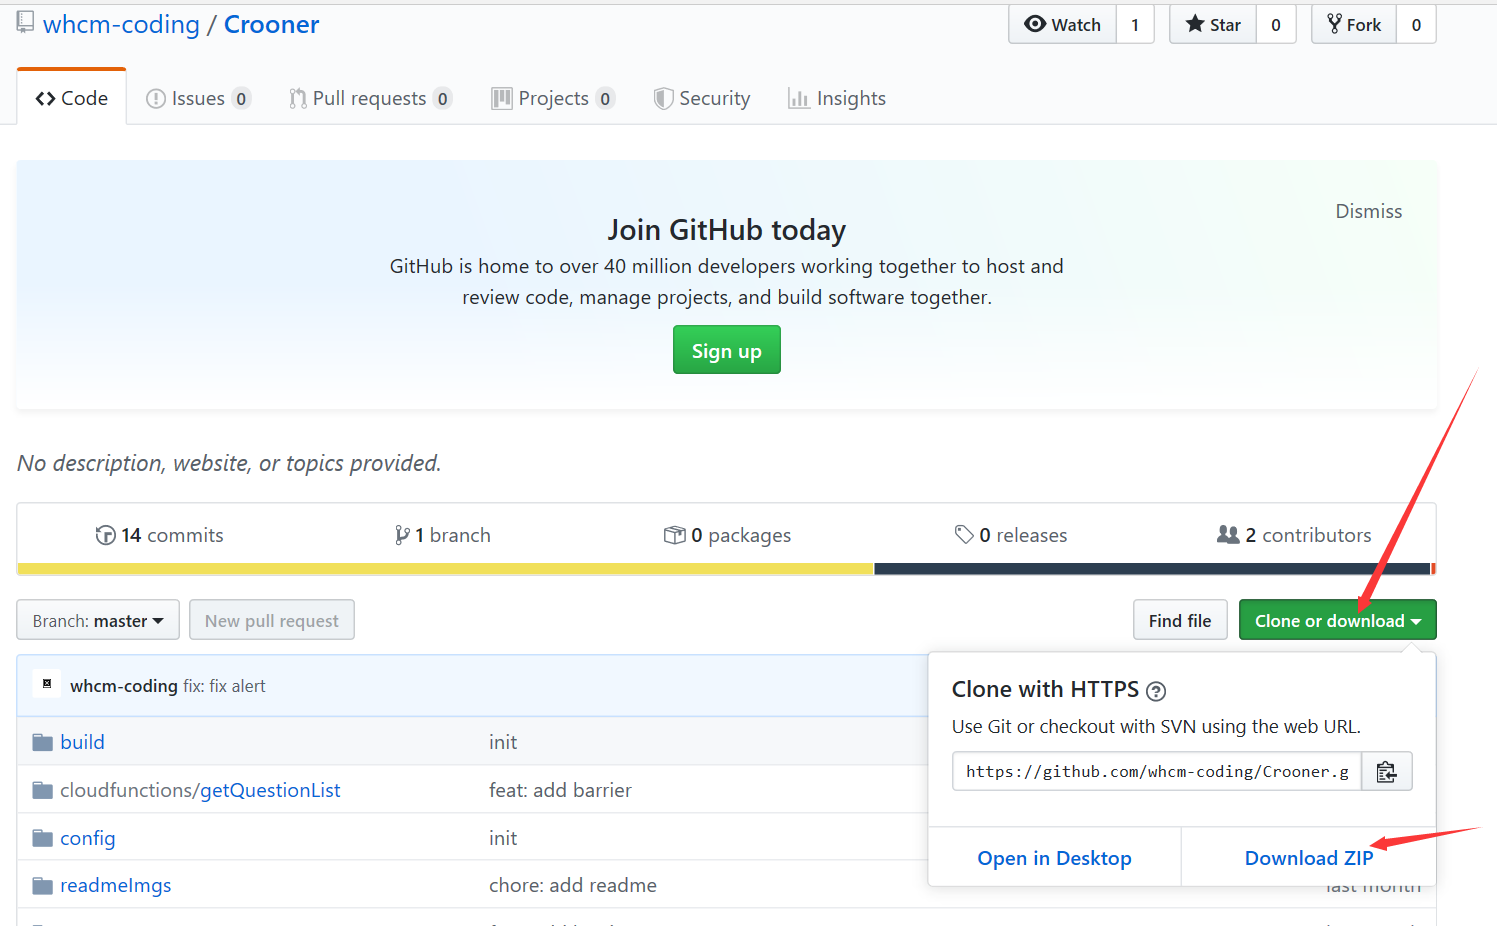 whcm-coding / Crooner
Watch 1 Star 0 Fork 0
Code Issues 0 Pull requests 0 Projects 0 Security Insights
Dismiss
Join GitHub today
GitHub is home to over 40 million developers working together to host and
review code, manage projects, and build software together.
Sign up
No description, website, or topics provided.
14 commits 1 branch 0 packages 0 releases 2 contributors
Branch: master New pull request Find file Clone or download
whcm-coding fix: fix alert
build init
cloudfunctions/getQuestionList feat: add barrier
config init
readmeImgs chore: add readme last month
Clone with HTTPS
Use Git or checkout with SVN using the web URL.
https://github.com/whcm-coding/Crooner.g
Open in Desktop Download ZIP